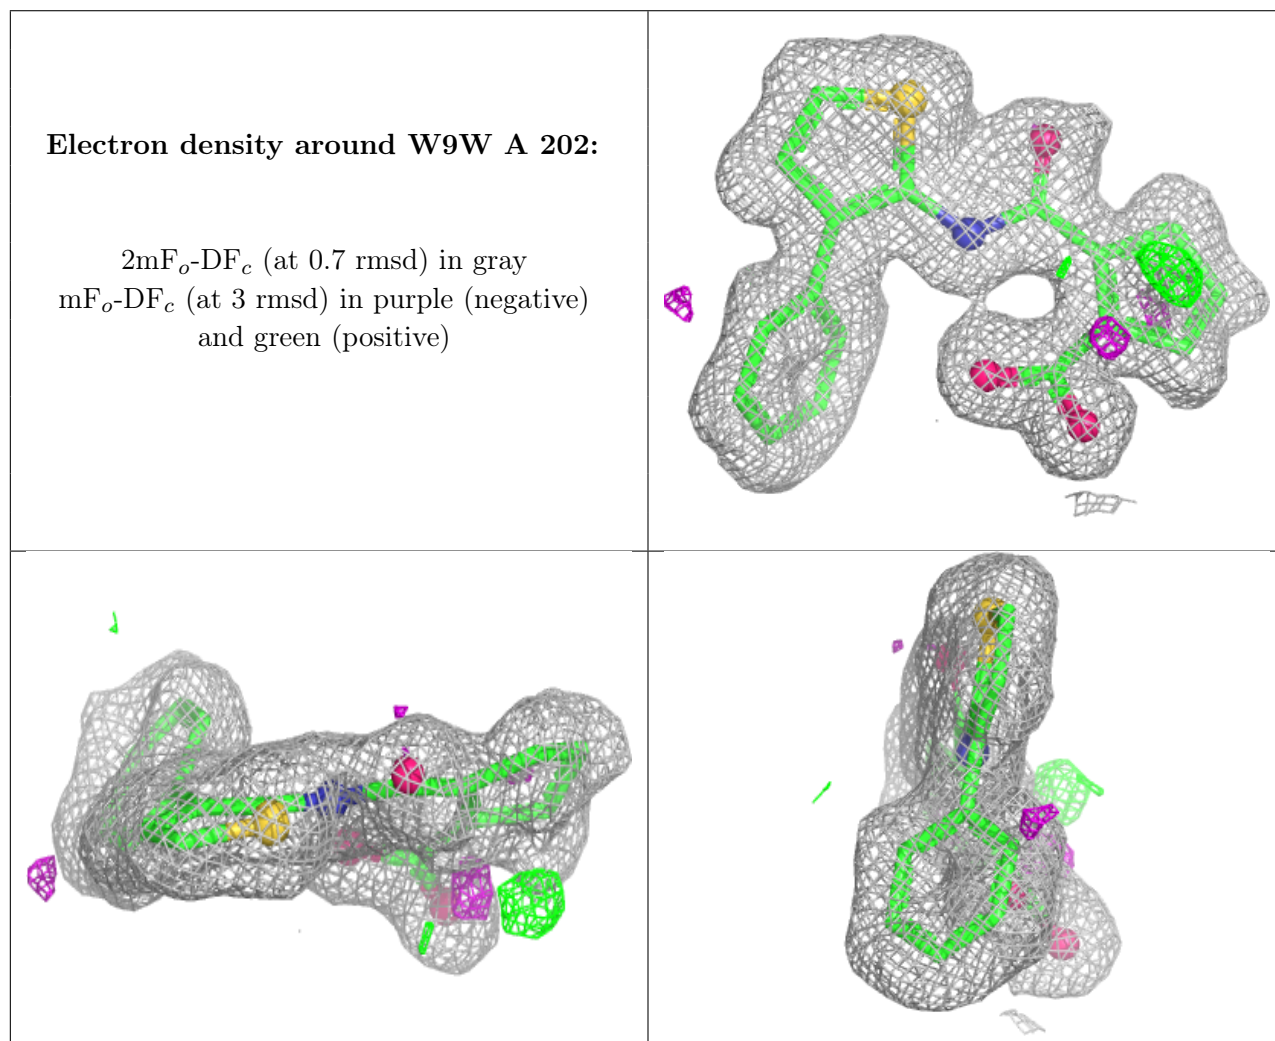 Electron density around W9W A 202:
2mFo-DFc (at 0.7 rmsd) in gray
mFo-DFc (at 3 rmsd) in purple (negative)
and green (positive)